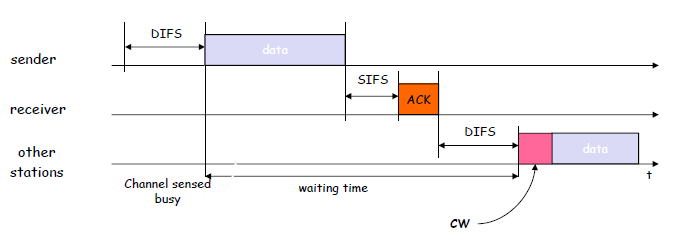 DIFS
data
sender
SIFS
receiver
ACK
DIFS
other
stations
data
t
Channel sensed
busy
waiting time
CW